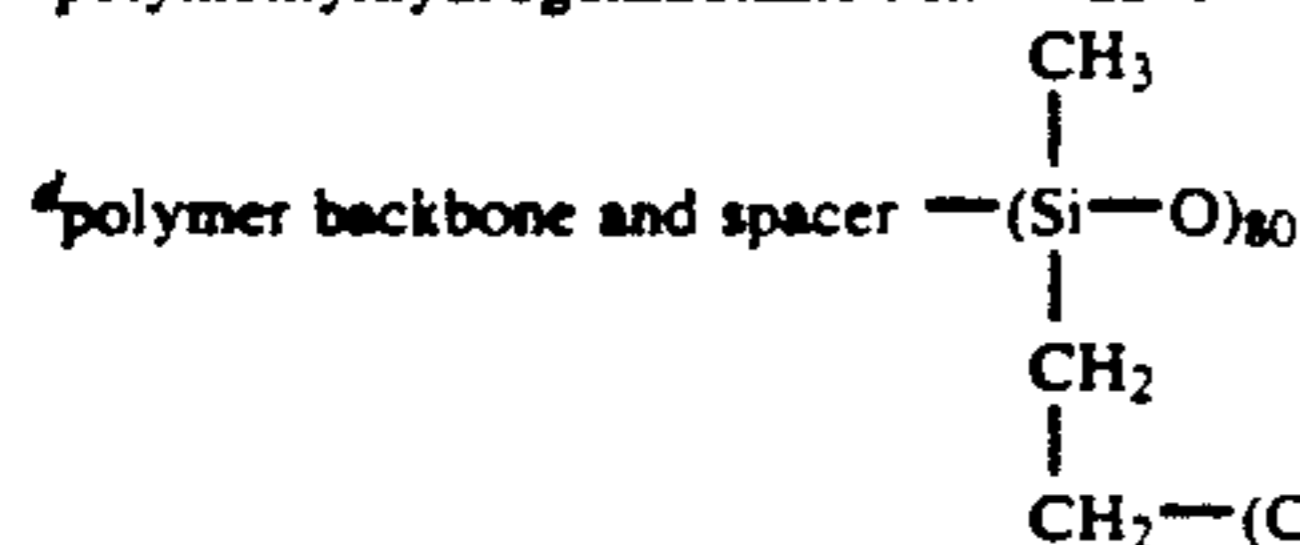 CH3
d polymer backbone and spacer —(Si—O)80
CH2
CH2—(C